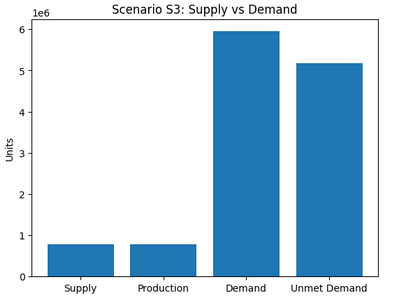 Scenario S3: Supply vs Demand
1e6
6
5
4
3
2
1
0
Units
Supply Production Demand Unmet Demand